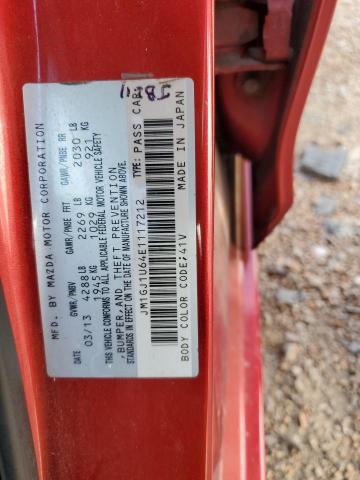 MFD. BY MAZDA MOTOR CORPORATION
DATE GVWR/PNBV GAWR/PNBE FRT GAWR/PNBE RR
03/13 4288 LB 2269 LB 2030 LB
1945 KG 1029 KG 921 KG
THIS VEHICLE CONFORMS TO ALL APPLICABLE FEDERAL MOTOR VEHICLE SAFETY
,BUMPER,AND THEFT PREVENTION
STANDARDS IN EFFECT ON THE DATE OF MANUFACTURE SHOWN ABOVE.
JM1GJ1U64E1117212 TYPE: PASS CAR
MADE IN JAPAN
BODY COLOR CODE;41V